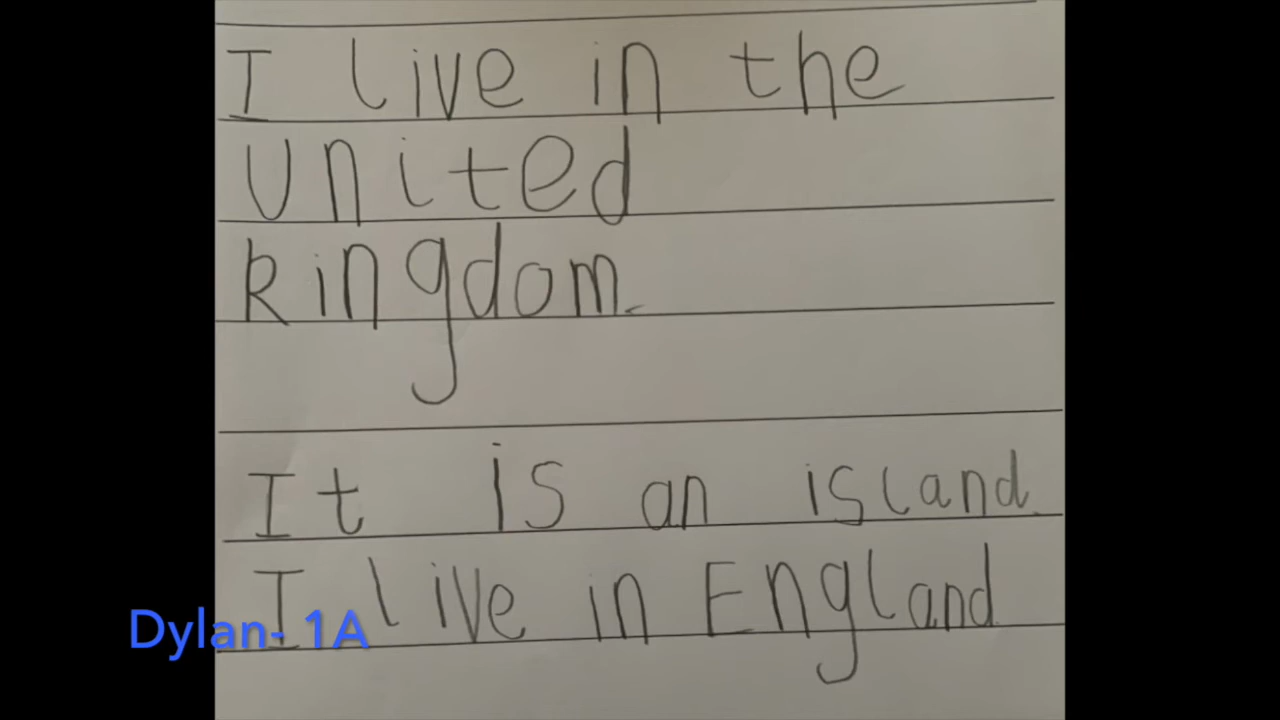 I live in the
United
kingdom.
It is an island.
I live in England
Dylan- 1A